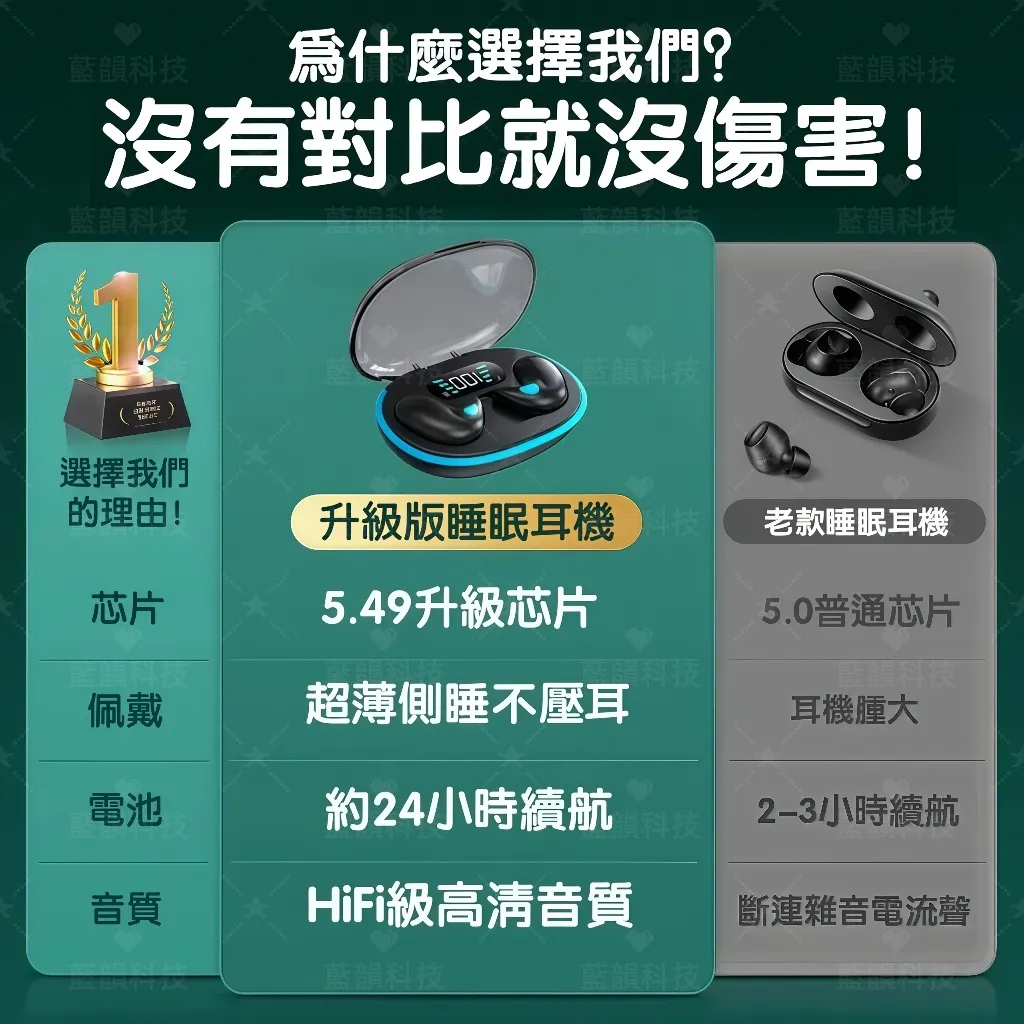 爲什麼選擇我們？
沒有對比就沒傷害！
選擇我們
的理由！
升級版睡眠耳機
老款睡眠耳機
芯片
5.49升級芯片
5.0普通芯片
佩戴
超薄側睡不壓耳
耳機腫大
電池
約24小時續航
2-3小時續航
音質
HiFi級高清音質
斷連雜音電流聲
藍韻科技